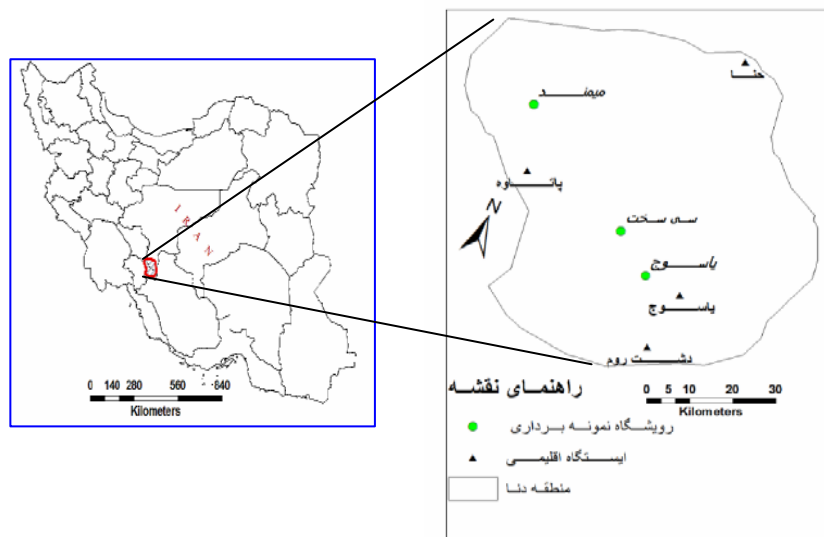 IRAN
0 140 280 560 840
Kilometers
حنا
میمند
پاتاوه
N
سی سخت
یاسوج
یاسوج
دشت روم
راهنمای نقشه
0 5 10 20 30
Kilometers
رویشگاه نمونه برداری
ایستگاه اقلیمی
منطقه دنا